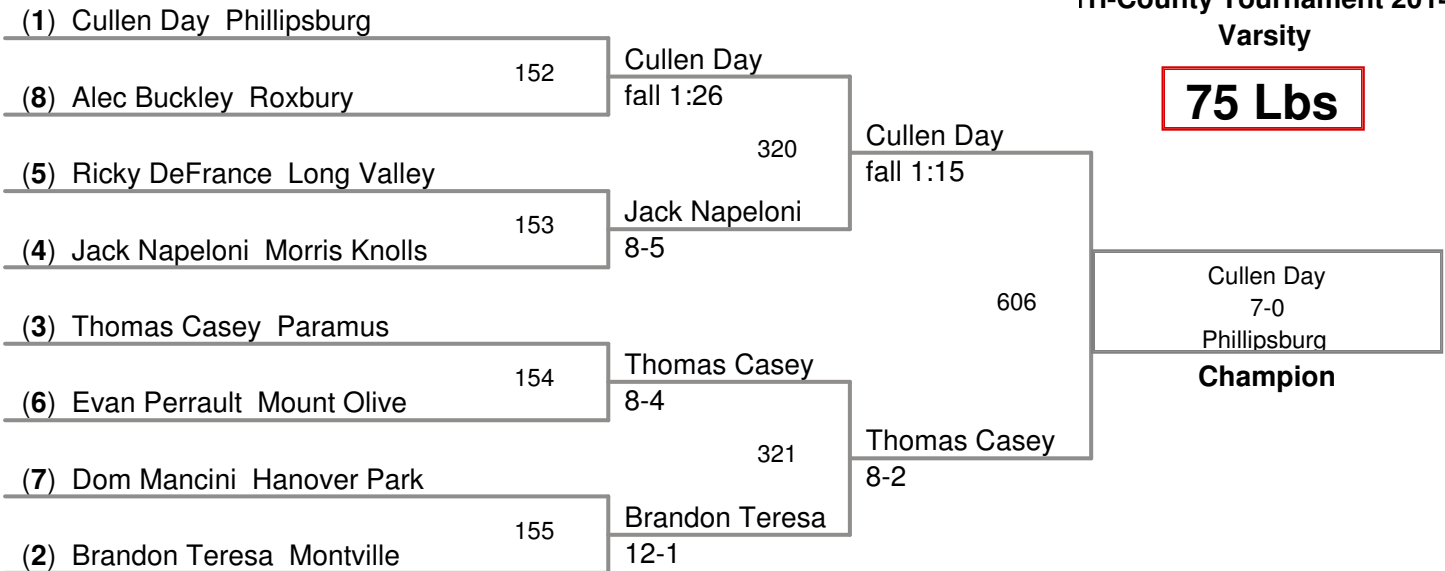 Tri-County Tournament 201
Varsity
75 Lbs
(1) Cullen Day Phillipsburg
152
(8) Alec Buckley Roxbury
Cullen Day
fall 1:26
320
(5) Ricky DeFrance Long Valley
153
(4) Jack Napeloni Morris Knolls
Jack Napeloni
8-5
Cullen Day
fall 1:15
606
(3) Thomas Casey Paramus
154
(6) Evan Perrault Mount Olive
Thomas Casey
8-4
321
(7) Dom Mancini Hanover Park
155
(2) Brandon Teresa Montville
Brandon Teresa
12-1
Thomas Casey
8-2
Cullen Day
7-0
Phillipsburg
Champion